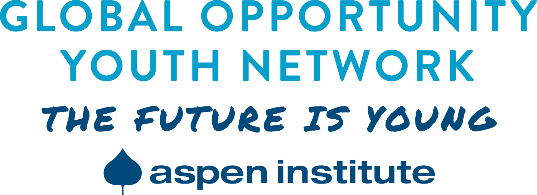 GLOBAL OPPORTUNITY
YOUTH NETWORK
THE FUTURE IS YOUNG
aspen institute